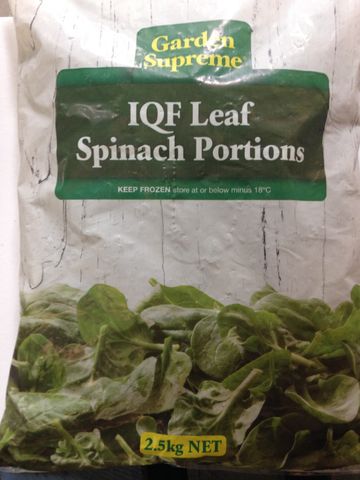 Garden
Supreme
IQF Leaf
Spinach Portions
KEEP FROZEN store at or below minus 18°C
2.5kg NET